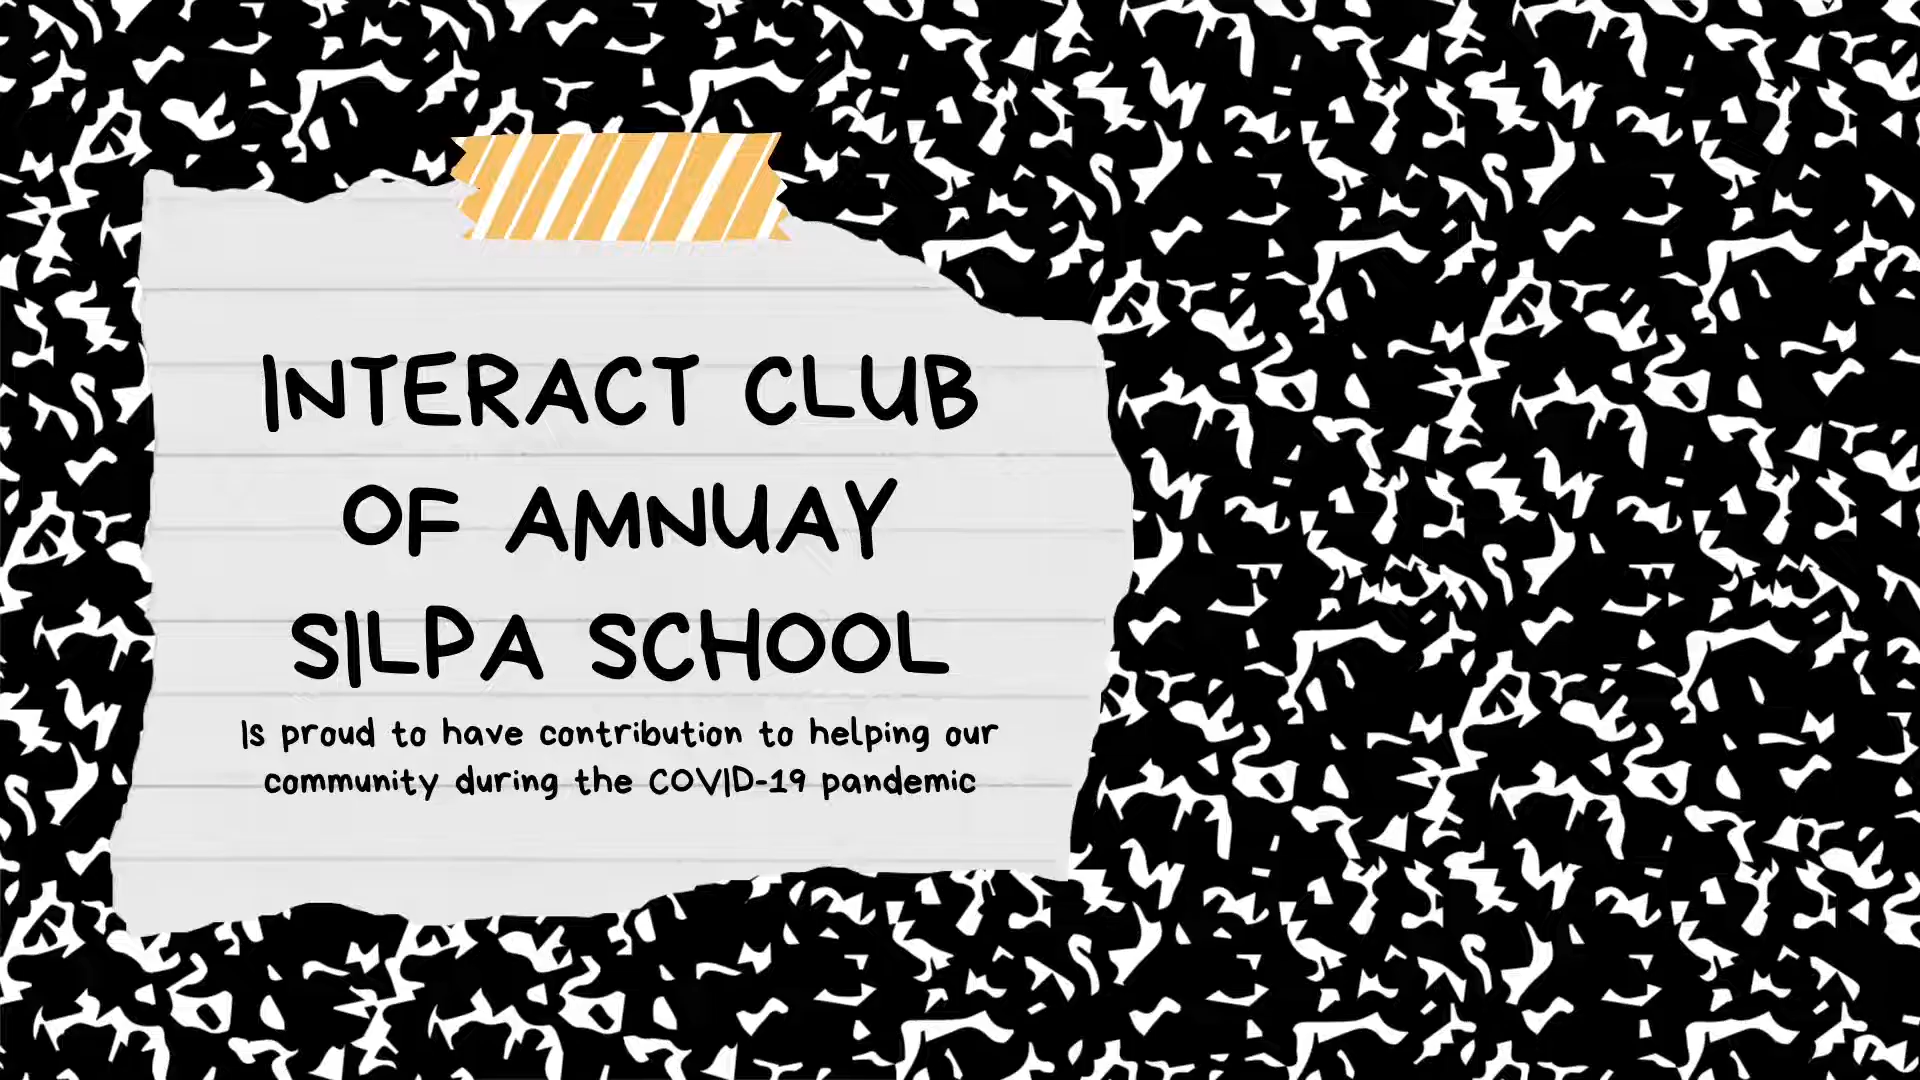 INTERACT CLUB
OF AMNUAY
SILPA SCHOOL
Is proud to have contribution to helping our
community during the COVID-19 pandemic